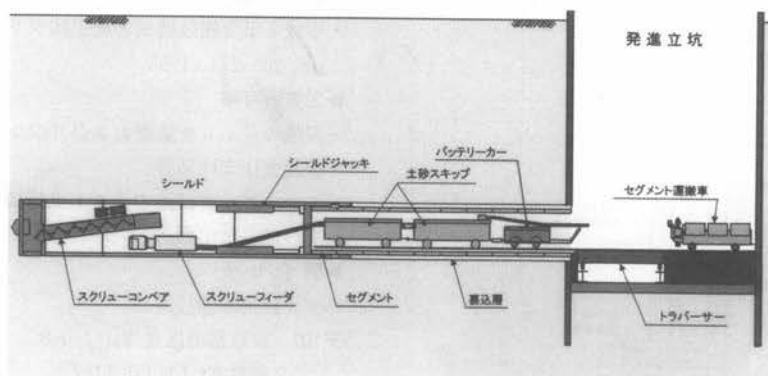 発進立坑
バッテリーカー
シールドジャッキ
土砂スキップ
シールド
セグメント運搬車
スクリューコンベア
スクリューフィーダ
セグメント
裏込層
トラバーサー